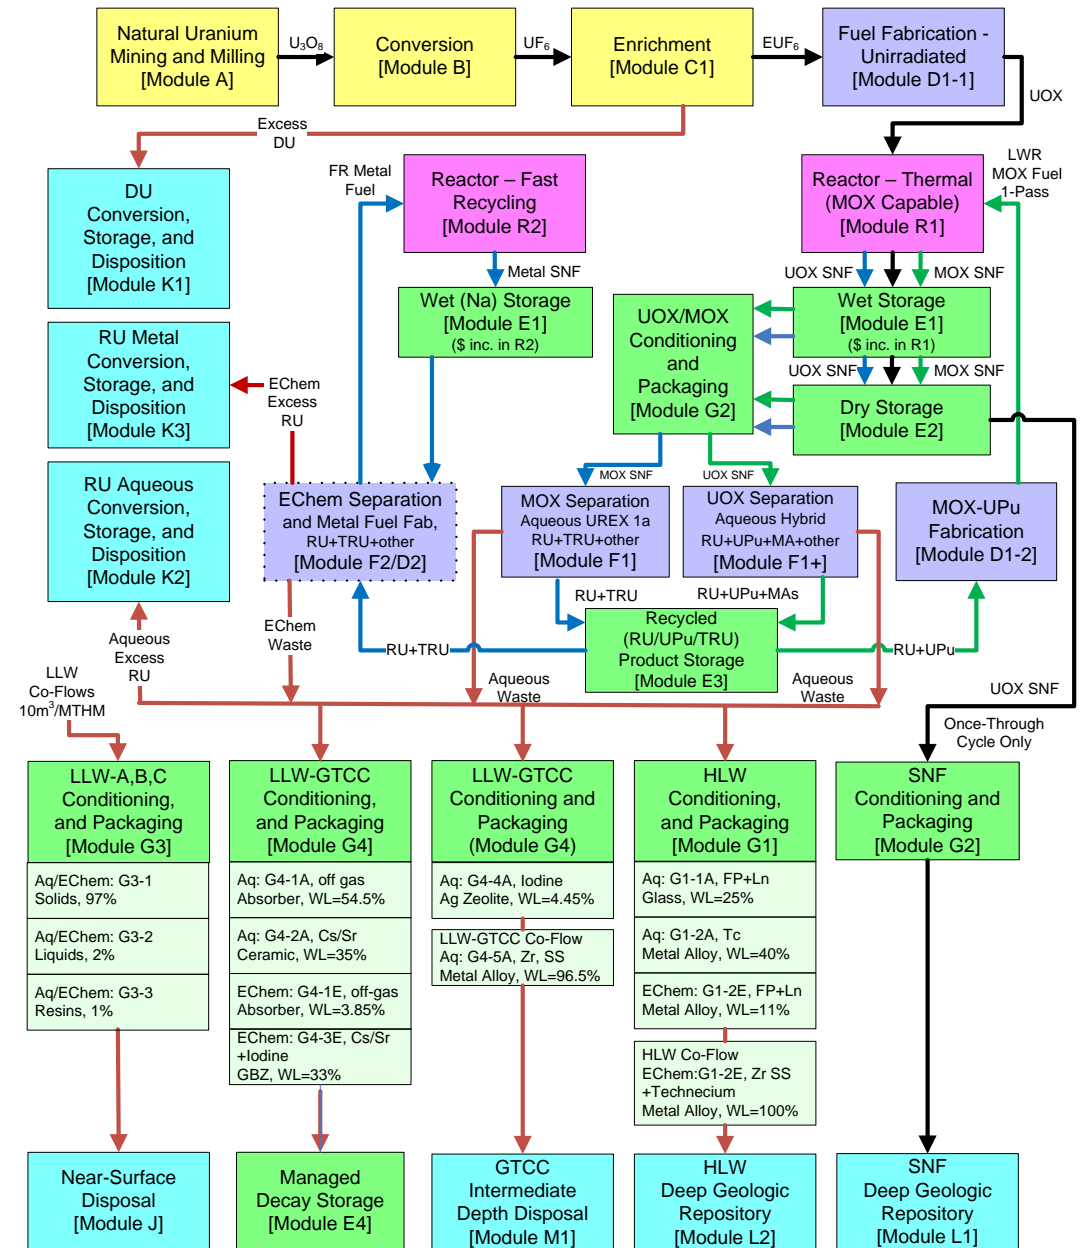 Natural Uranium
Mining and Milling
[Module A]
U3O8
Conversion
[Module B]
UF6
Enrichment
[Module C1]
EUF6
Fuel Fabrication -
Unirradiated
[Module D1-1]
UOX
Excess
DU
DU
Conversion,
Storage, and
Disposition
[Module K1]
FR Metal
Fuel
Reactor – Fast
Recycling
[Module R2]
Reactor – Thermal
(MOX Capable)
[Module R1]
LWR
MOX Fuel
1-Pass
Metal SNF
UOX SNF
MOX SNF
Wet (Na) Storage
[Module E1]
($ inc. in R2)
UOX/MOX
Conditioning
and
Packaging
[Module G2]
Wet Storage
[Module E1]
($ inc. in R1)
UOX SNF
MOX SNF
Dry Storage
[Module E2]
RU Metal
Conversion,
Storage, and
Disposition
[Module K3]
EChem
Excess
RU
MOX SNF
UOX SNF
RU Aqueous
Conversion,
Storage, and
Disposition
[Module K2]
EChem Separation
and Metal Fuel Fab,
RU+TRU+other
[Module F2/D2]
MOX Separation
Aqueous UREX 1a
RU+TRU+other
[Module F1]
UOX Separation
Aqueous Hybrid
RU+UPu+MA+other
[Module F1+]
MOX-UPu
Fabrication
[Module D1-2]
RU+TRU
RU+UPu+MAs
Aqueous
Excess
RU
EChem
Waste
RU+TRU
Recycled
(RU/UPu/TRU)
Product Storage
[Module E3]
RU+UPu
LLW
Co-Flows
10m3/MTHM
Aqueous
Waste
Aqueous
Waste
UOX SNF
Once-Through
Cycle Only
LLW-A,B,C
Conditioning,
and Packaging
[Module G3]
LLW-GTCC
Conditioning,
and Packaging
[Module G4]
LLW-GTCC
Conditioning and
Packaging
(Module G4)
HLW
Conditioning,
and Packaging
[Module G1]
SNF
Conditioning and
Packaging
[Module G2]
Aq/EChem: G3-1
Solids, 97%
Aq/EChem: G3-2
Liquids, 2%
Aq/EChem: G3-3
Resins, 1%
Aq: G4-1A, off gas
Absorber, WL=54.5%
Aq: G4-2A, Cs/Sr
Ceramic, WL=35%
EChem: G4-1E, off-gas
Absorber, WL=3.85%
EChem: G4-3E, Cs/Sr
+Iodine
GBZ, WL=33%
Aq: G4-4A, Iodine
Ag Zeolite, WL=4.45%
LLW-GTCC Co-Flow
Aq: G4-5A, Zr, SS
Metal Alloy, WL=96.5%
Aq: G1-1A, FP+Ln
Glass, WL=25%
Aq: G1-2A, Tc
Metal Alloy, WL=40%
EChem: G1-2E, FP+Ln
Metal Alloy, WL=11%
HLW Co-Flow
EChem:G1-2E, Zr SS
+Technecium
Metal Alloy, WL=100%
Near-Surface
Disposal
[Module J]
Managed
Decay Storage
[Module E4]
GTCC
Intermediate
Depth Disposal
[Module M1]
HLW
Deep Geologic
Repository
[Module L2]
SNF
Deep Geologic
Repository
[Module L1]